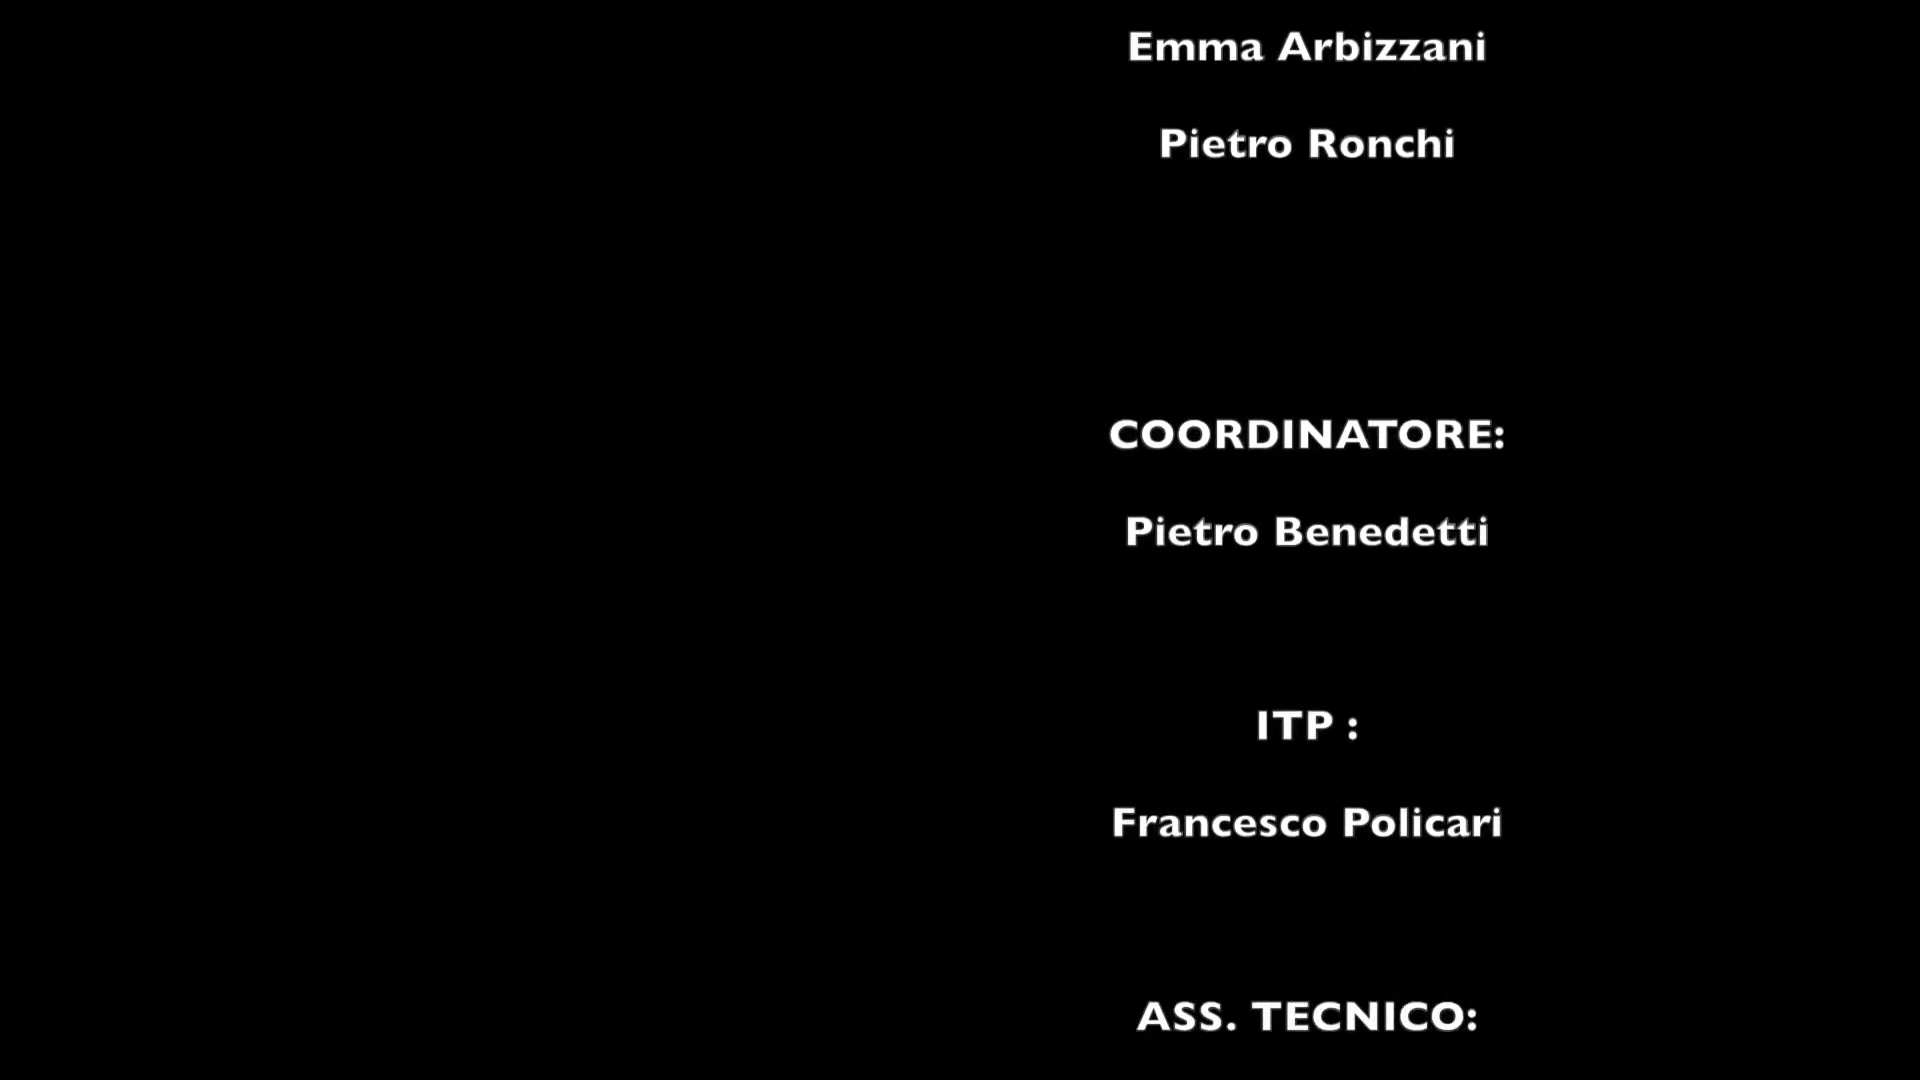 Emma Arbizzani
Pietro Ronchi
COORDINATORE:
Pietro Benedetti
ITP :
Francesco Policari
ASS. TECNICO: